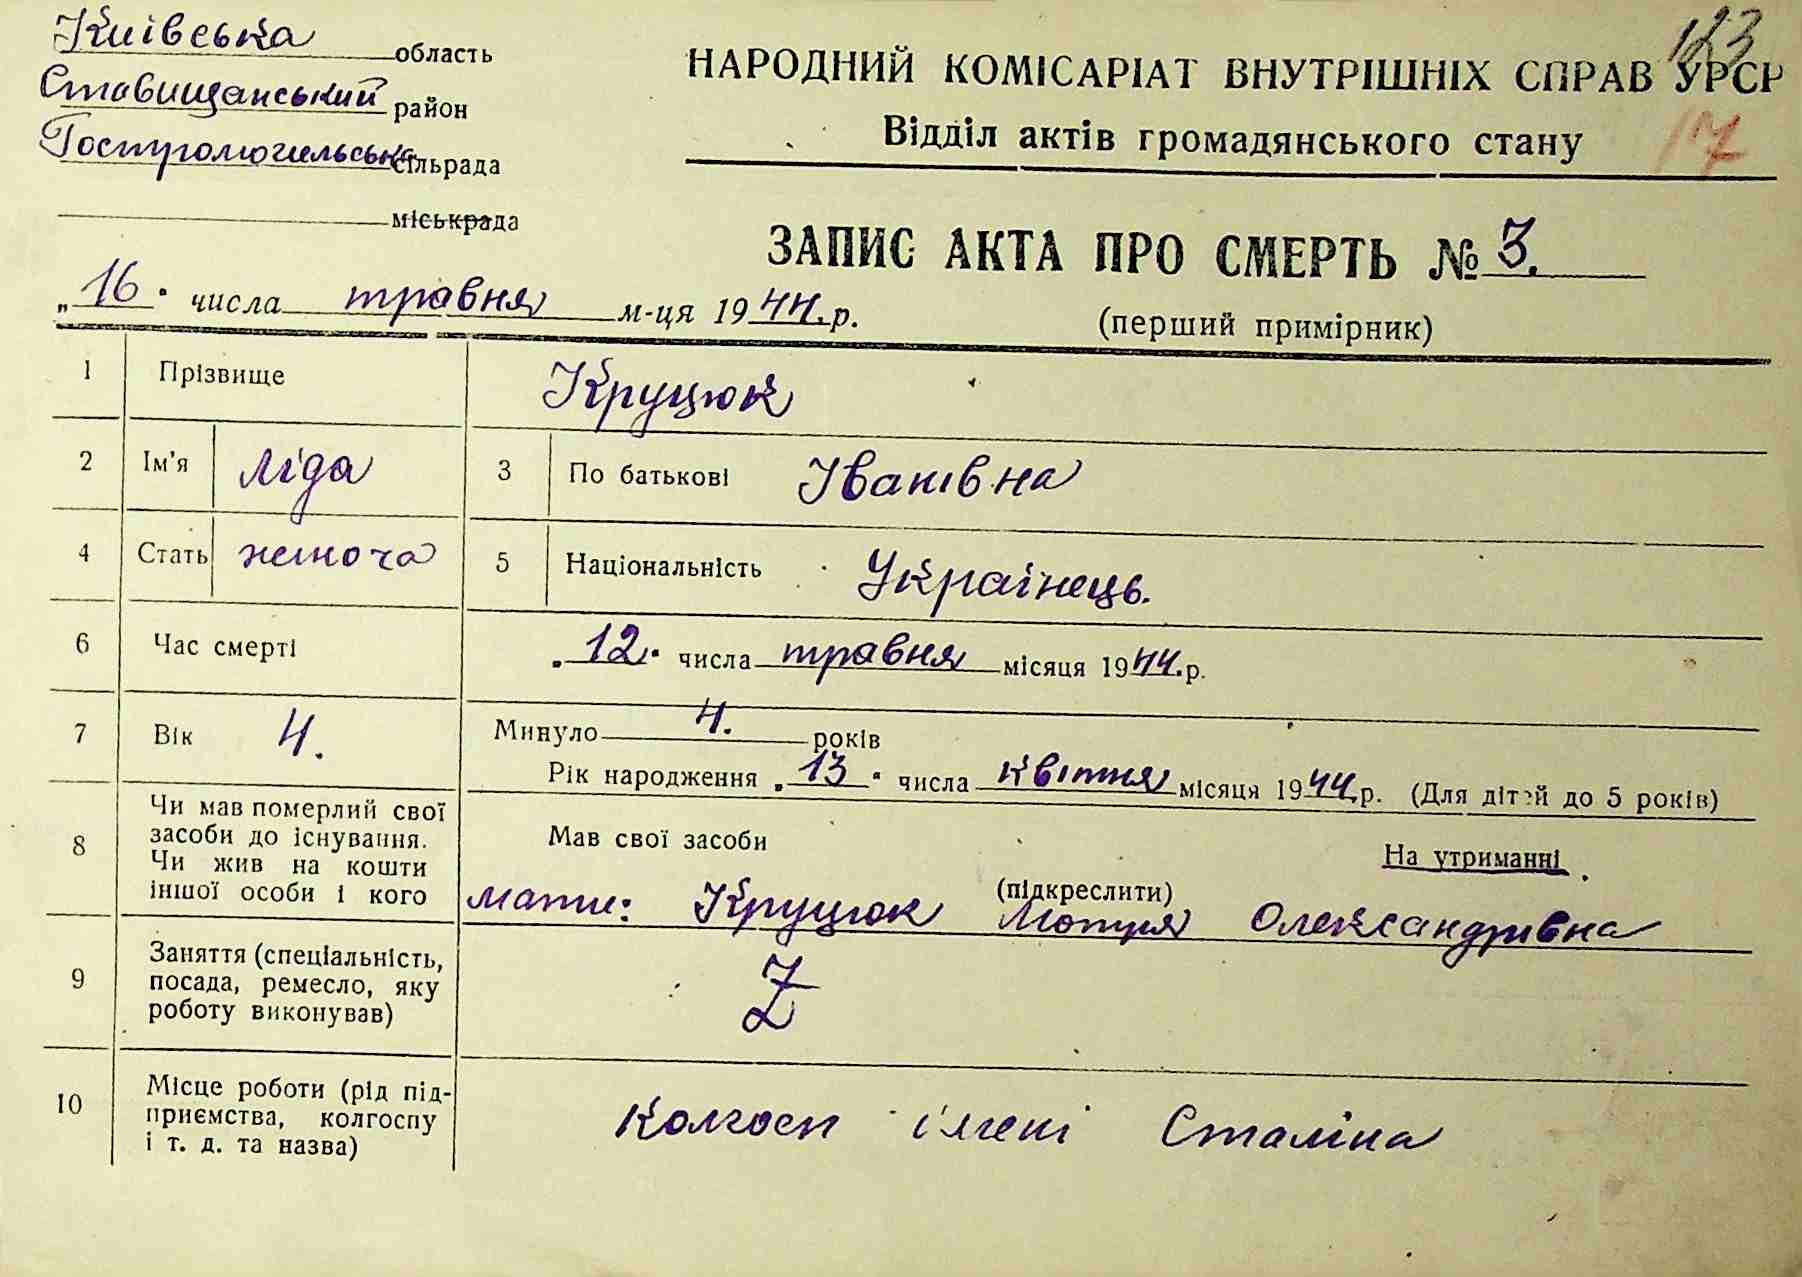 Київська область
Ставищанський район
Гостромогильська сільрада
міськрада
123
НАРОДНИЙ КОМІСАРІАТ ВНУТРІШНІХ СПРАВ УРСР
Відділ актів громадянського стану
17
ЗАПИС АКТА ПРО СМЕРТЬ № 3.
(перший примірник)
„16" числа травня м-ця 1944.р.
1 Прізвище Круцюк
2 Ім'я Ліда 3 По батькові Іванівна
4 Стать жіноча 5 Національність Українець.
6 Час смерті „12" числа травня місяця 1944.р.
7 Вік 4. Минуло 4. років
Рік народження „13" числа квітня місяця 1944.р. (Для дітей до 5 років)
8 Чи мав померлий свої
засоби до існування.
Чи жив на кошти
іншої особи і кого
Мав свої засоби На утриманні
(підкреслити)
мати: Круцюк Мотря Олександрівна
9 Заняття (спеціальність,
посада, ремесло, яку
роботу виконував)
Z
10 Місце роботи (рід під-
приємства, колгоспу
і т. д. та назва)
Колгосп імені Сталіна